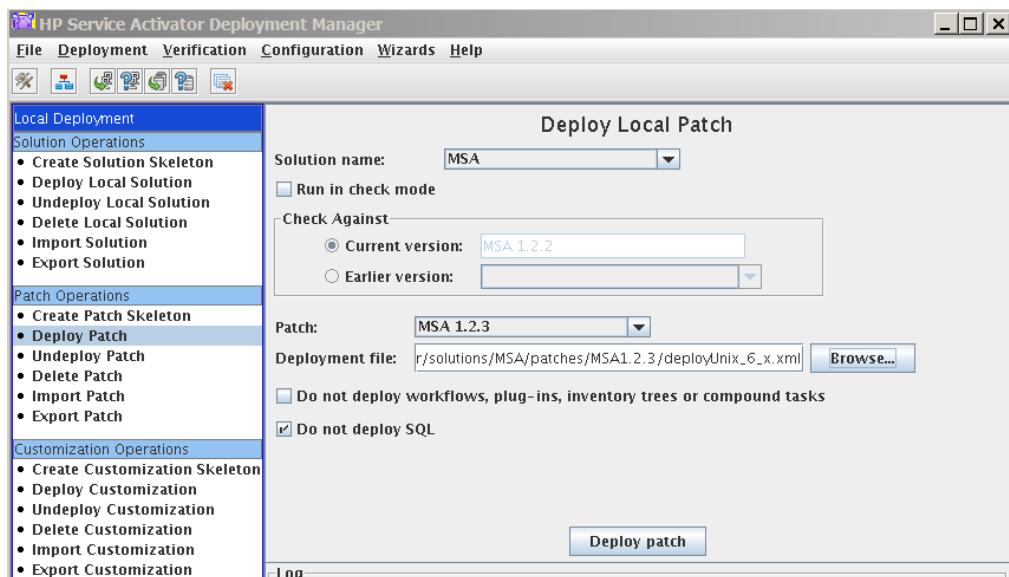 HP Service Activator Deployment Manager
File Deployment Verification Configuration Wizards Help
Local Deployment
Solution Operations
• Create Solution Skeleton
• Deploy Local Solution
• Undeploy Local Solution
• Delete Local Solution
• Import Solution
• Export Solution
Patch Operations
• Create Patch Skeleton
• Deploy Patch
• Undeploy Patch
• Delete Patch
• Import Patch
• Export Patch
Customization Operations
• Create Customization Skeleton
• Deploy Customization
• Undeploy Customization
• Delete Customization
• Import Customization
• Export Customization
Deploy Local Patch
Solution name: MSA
Run in check mode
Check Against
Current version: MSA 1.2.2
Earlier version:
Patch: MSA 1.2.3
Deployment file: r/solutions/MSA/patches/MSA1.2.3/deployUnix_6_x.xml Browse...
Do not deploy workflows, plug-ins, inventory trees or compound tasks
Do not deploy SQL
Deploy patch
Log